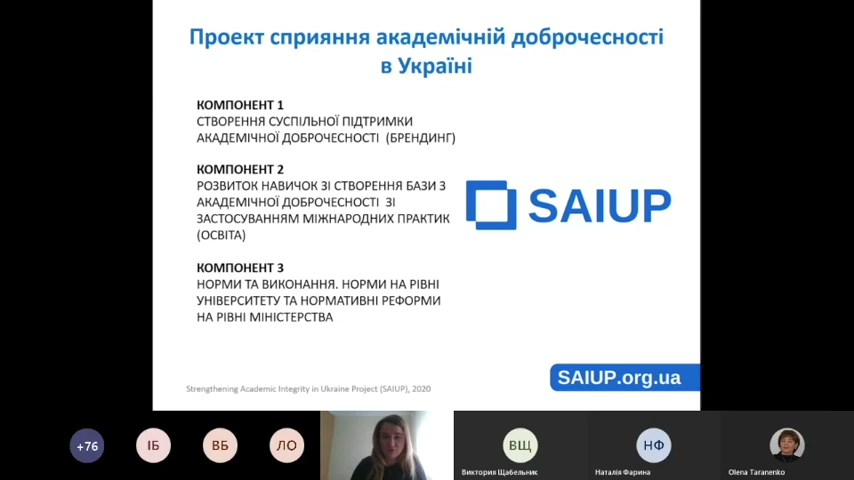 Проект сприяння академічній доброчесності
в Україні
КОМПОНЕНТ 1
СТВОРЕННЯ СУСПІЛЬНОЇ ПІДТРИМКИ
АКАДЕМІЧНОЇ ДОБРОЧЕСНОСТІ (БРЕНДИНГ)
КОМПОНЕНТ 2
РОЗВИТОК НАВИЧОК ЗІ СТВОРЕННЯ БАЗИ З
АКАДЕМІЧНОЇ ДОБРОЧЕСНОСТІ ЗІ
ЗАСТОСУВАННЯМ МІЖНАРОДНИХ ПРАКТИК
(ОСВІТА)
SAIUP
КОМПОНЕНТ 3
НОРМИ ТА ВИКОНАННЯ. НОРМИ НА РІВНІ
УНІВЕРСИТЕТУ ТА НОРМАТИВНІ РЕФОРМИ
НА РІВНІ МІНІСТЕРСТВА
SAIUP.org.ua
Strengthening Academic Integrity in Ukraine Project (SAIUP), 2020
+76
ІБ
ВБ
ЛО
ВЩ
НФ
Виктория Щабельник
Наталія Фарина
Olena Taranenko